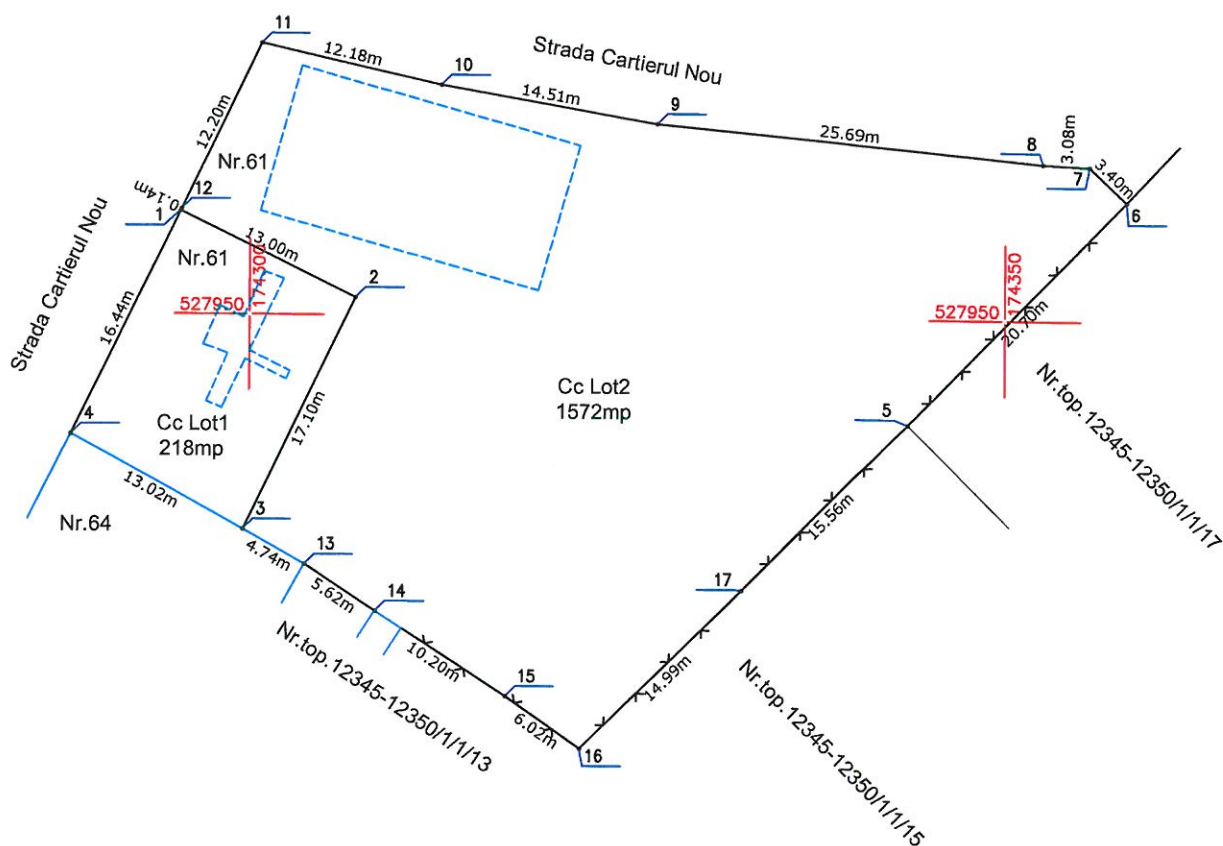 11
12.18m
Strada Cartierul Nou
10
14.51m
9
25.69m
8
3.08m
7
3.40m
6
12.20m
Nr.61
0.14m
12
1
Strada Cartierul Nou
13.00m
Nr.61
2
527950
174300
527950
174350
20.70m
16.44m
Cc Lot2
1572mp
5
Nr.top. 12345-12350/1/1/17
4
Cc Lot1
218mp
17.10m
13.02m
Nr.64
3
4.74m
13
5.62m
14
15.56m
17
10.20m
Nr.top. 12345-12350/1/1/13
15
6.02m
14.99m
16
Nr.top. 12345-12350/1/1/15